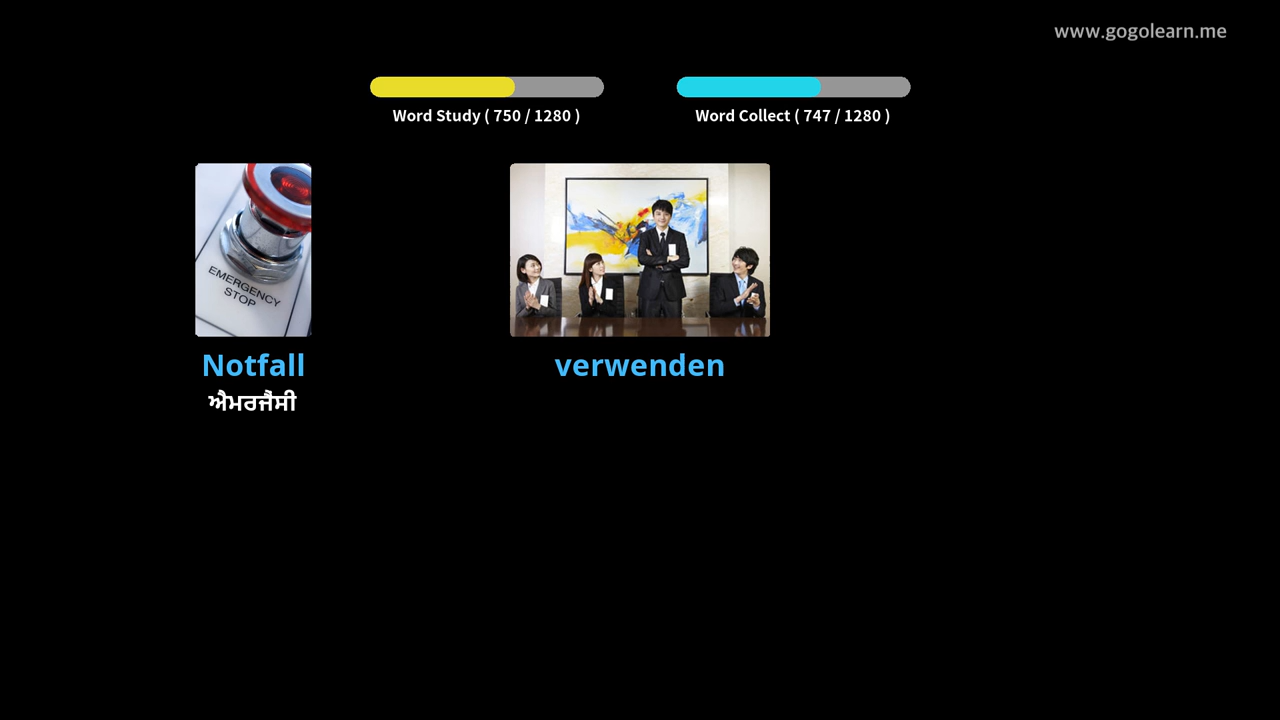 www.gogolearn.me
Word Study ( 750 / 1280 )
Word Collect ( 747 / 1280 )
EMERGENCY
STOP
Notfall
verwenden
ਐਮਰਜੈਂਸੀ